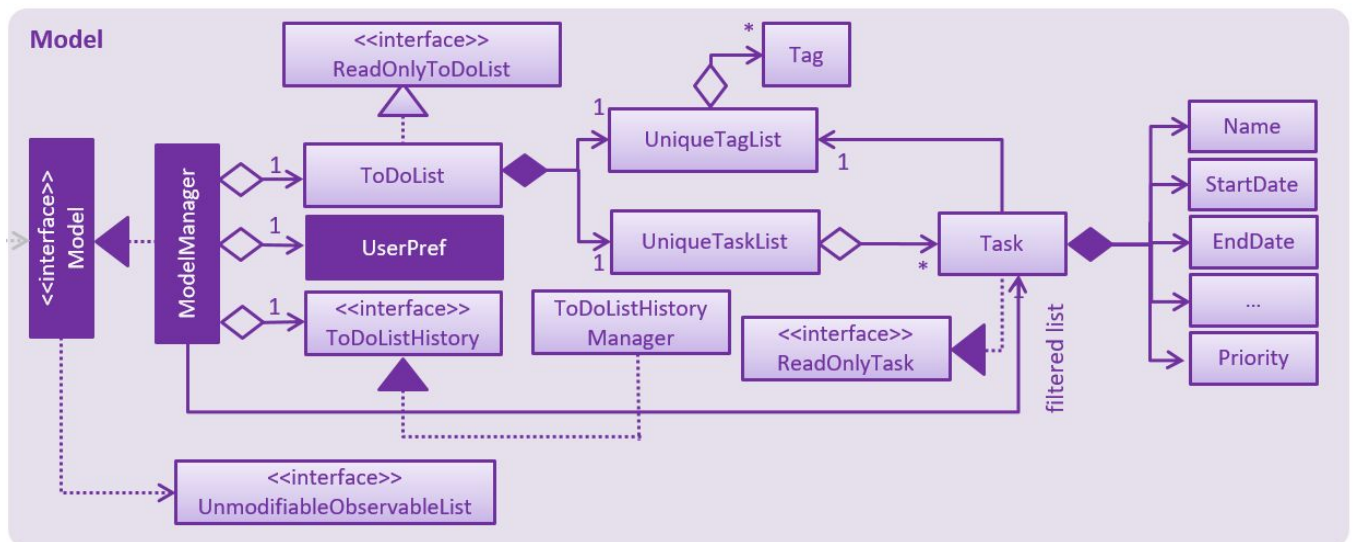 Model
<<interface>>
ReadOnlyToDoList
*
Tag
<<interface>>
Model
ModelManager
1
ToDoList
1
UniqueTagList
1
Name
StartDate
1
UserPref
1
UniqueTaskList
*
Task
EndDate
...
Priority
1
<<interface>>
ToDoListHistory
ToDoListHistory
Manager
<<interface>>
ReadOnlyTask
1
filtered list
<<interface>>
UnmodifiableObservableList